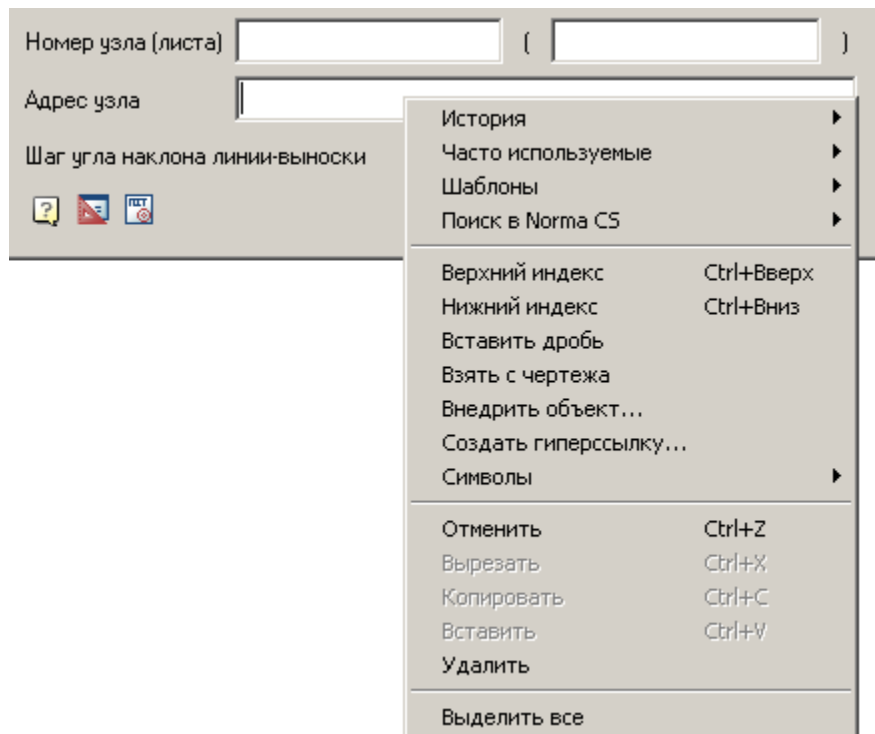 Номер узла (листа) ( )
Адрес узла
Шаг угла наклона линии-выноски
История
Часто используемые
Шаблоны
Поиск в Norma CS
Верхний индекс Ctrl+Вверх
Нижний индекс Ctrl+Вниз
Вставить дробь
Взять с чертежа
Внедрить объект...
Создать гиперссылку...
Символы
Отменить Ctrl+Z
Вырезать Ctrl+X
Копировать Ctrl+C
Вставить Ctrl+V
Удалить
Выделить все